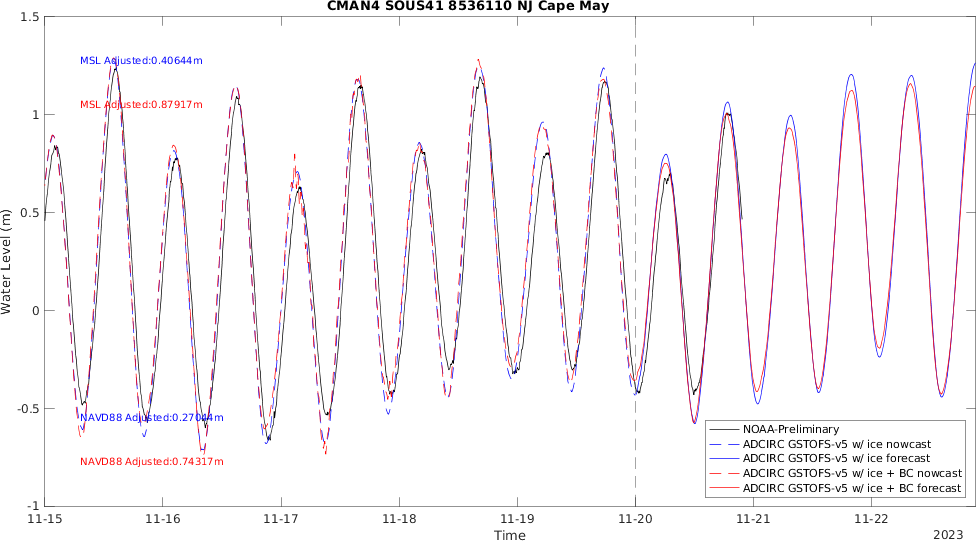 CMAN4 SOUS41 8536110 NJ Cape May
1.5
MSL Adjusted:0.40644m
MSL Adjusted:0.87917m
1
0.5
Water Level (m)
0
-0.5
NAVD88 Adjusted:0.27044m
NAVD88 Adjusted:0.74317m
NOAA-Preliminary
ADCIRC GSTOFS-v5 w/ ice nowcast
ADCIRC GSTOFS-v5 w/ ice forecast
ADCIRC GSTOFS-v5 w/ ice + BC nowcast
ADCIRC GSTOFS-v5 w/ ice + BC forecast
-1
11-15 11-16 11-17 11-18 11-19 11-20 11-21 11-22
Time
2023